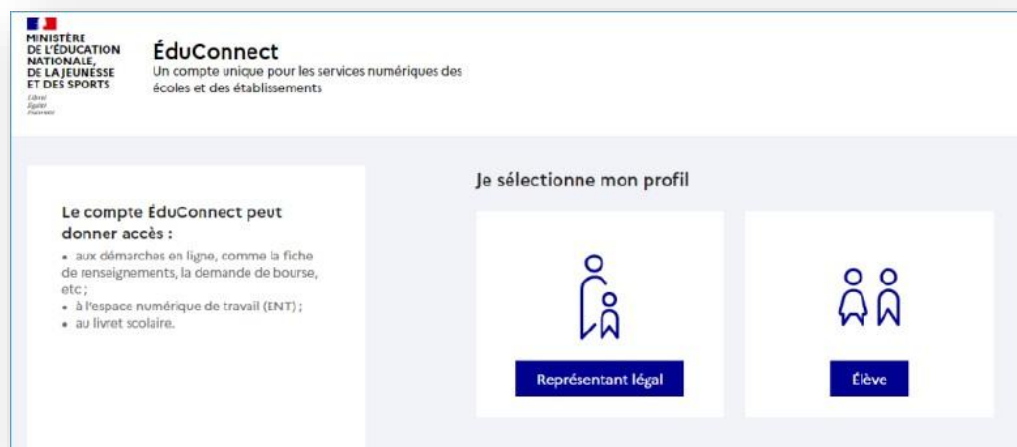 MINISTÈRE
DE L'ÉDUCATION
NATIONALE,
DE LA JEUNESSE
ET DES SPORTS
Liberté
Égalité
Fraternité
ÉduConnect
Un compte unique pour les services numériques des
écoles et des établissements
Le compte ÉduConnect peut
donner accès :
• aux démarches en ligne, comme la fiche
de renseignements, la demande de bourse,
etc ;
• à l'espace numérique de travail (ENT) ;
• au livret scolaire.
Je sélectionne mon profil
Représentant légal
Élève